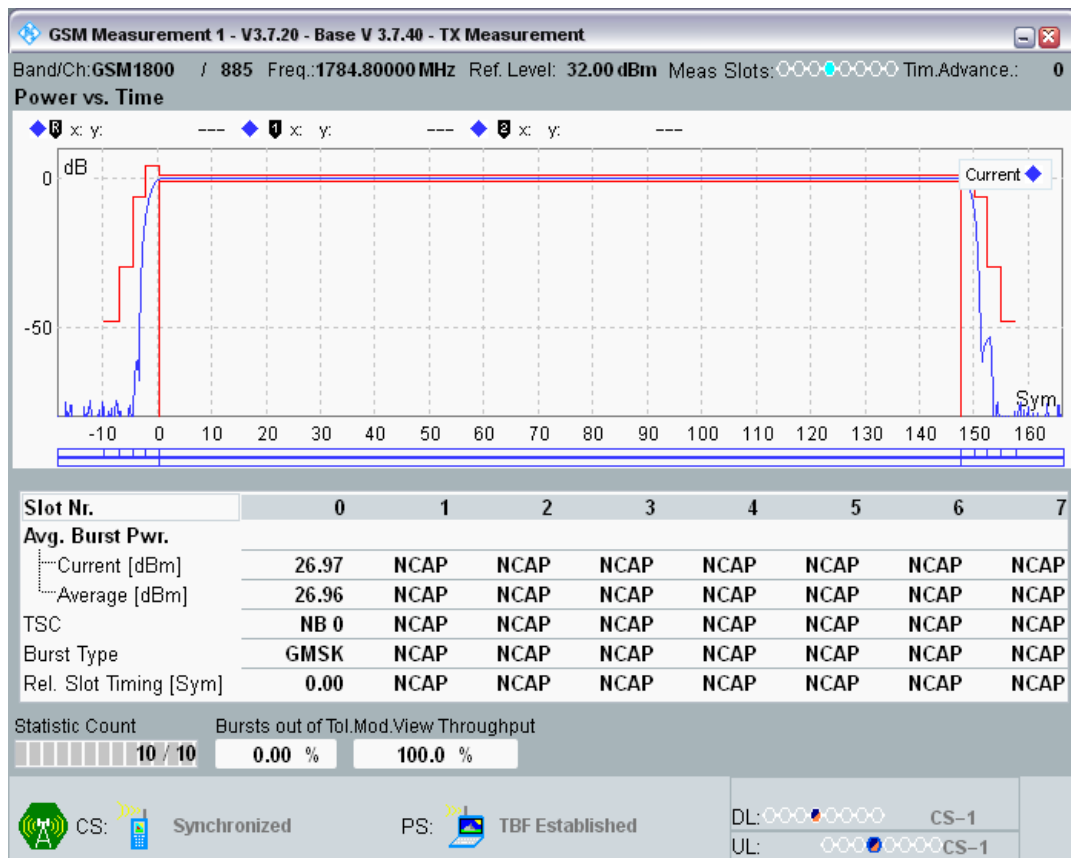 GSM Measurement 1 - V3.7.20 - Base V 3.7.40 - TX Measurement
Band/Ch:GSM1800 / 885 Freq.:1784.80000 MHz Ref. Level: 32.00 dBm Meas Slots: Tim.Advance.: 0
Power vs. Time
R x: y: --- 1 x: y: --- 2 x: y: ---
dB
Current
0
-50
Sym
-10 0 10 20 30 40 50 60 70 80 90 100 110 120 130 140 150 160
Slot Nr. 0 1 2 3 4 5 6 7
Avg. Burst Pwr.
Current [dBm] 26.97 NCAP NCAP NCAP NCAP NCAP NCAP NCAP
Average [dBm] 26.96 NCAP NCAP NCAP NCAP NCAP NCAP NCAP
TSC NB 0 NCAP NCAP NCAP NCAP NCAP NCAP NCAP
Burst Type GMSK NCAP NCAP NCAP NCAP NCAP NCAP NCAP
Rel. Slot Timing [Sym] 0.00 NCAP NCAP NCAP NCAP NCAP NCAP NCAP
Statistic Count Bursts out of Tol.Mod.View Throughput
10 / 10 0.00 % 100.0 %
CS: Synchronized PS: TBF Established
DL: CS-1
UL: CS-1